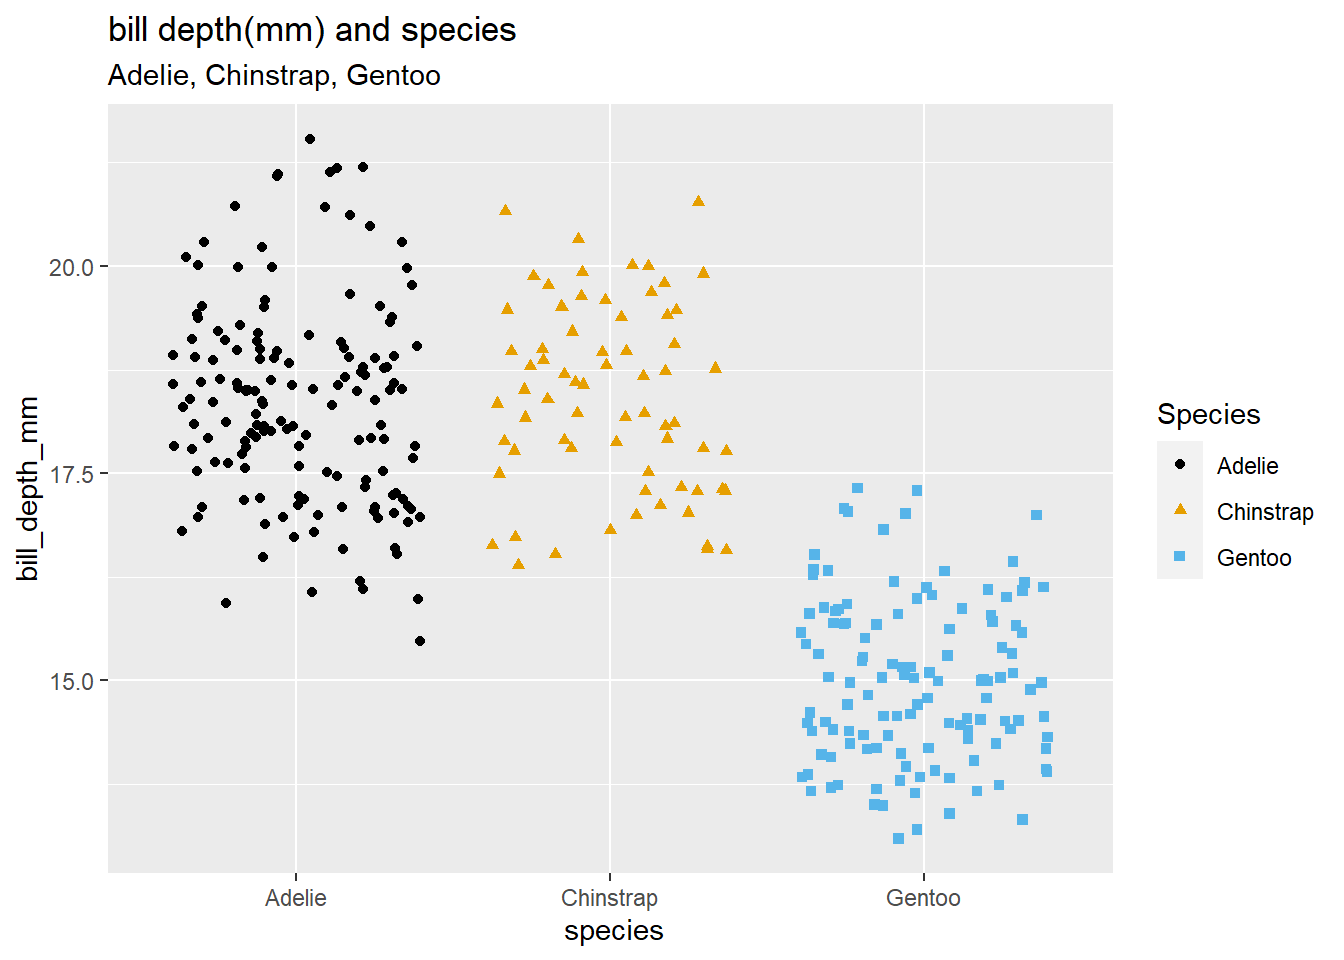 bill depth(mm) and species
Adelie, Chinstrap, Gentoo
bill_depth_mm
20.0
17.5
15.0
Adelie
Chinstrap
Gentoo
species
Species
Adelie
Chinstrap
Gentoo